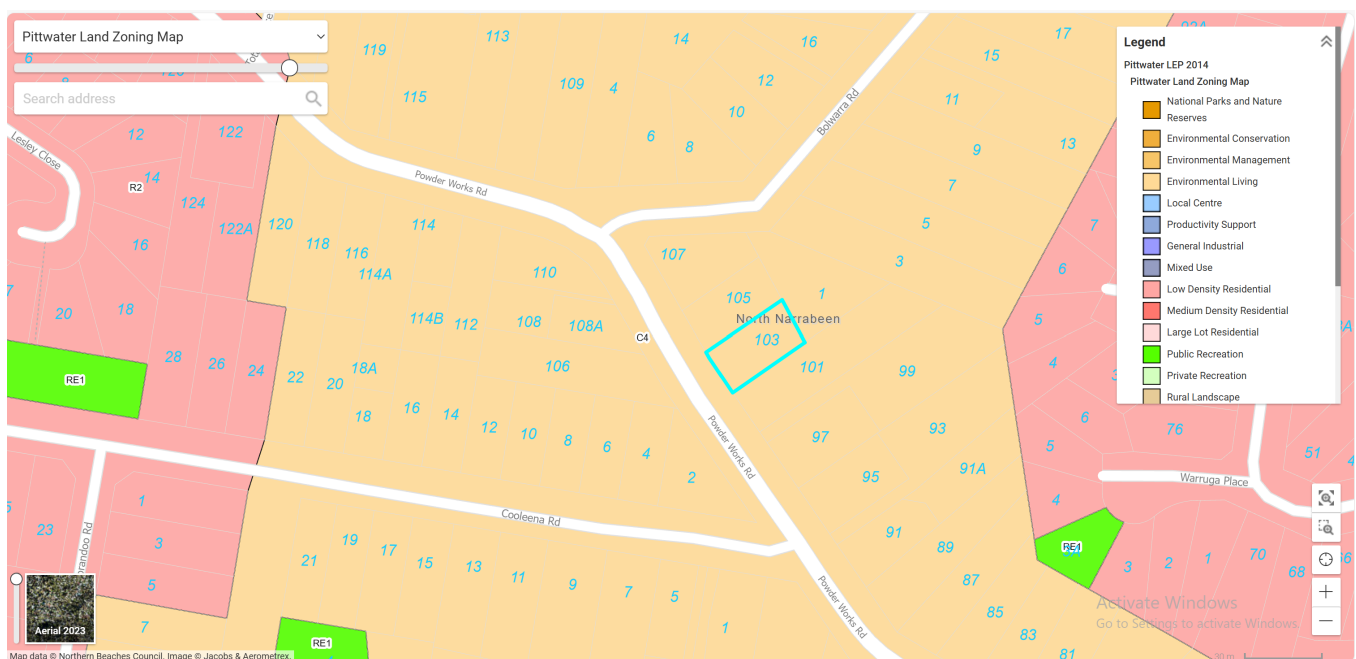 Pittwater Land Zoning Map
Search address
Legend
Pittwater LEP 2014
Pittwater Land Zoning Map
National Parks and Nature
Reserves
Environmental Conservation
Environmental Management
Environmental Living
Local Centre
Productivity Support
General Industrial
Mixed Use
Low Density Residential
Medium Density Residential
Large Lot Residential
Public Recreation
Private Recreation
Rural Landscape
119
113
14
16
15
17
115
109
4
12
10
11
6
8
9
13
7
5
3
12
122
Lesley Close
R2
14
124
122A
16
120
118
116
114A
114
Powder Works Rd
Bolwarra Rd
107
110
105
1
North Narrabeen
103
101
99
7
6
5
4
20
18
114B
112
108
108A
C4
106
28
26
24
22
20
18A
18
16
14
12
10
8
6
4
2
RE1
Powder Works Rd
97
93
95
91A
91
89
87
85
83
81
6
76
5
4
51
Warruga Place
RE1
3
2
1
70
68
Cooleena Rd
1
3
5
7
23
21
19
17
15
13
11
9
7
5
1
RE1
Powder Works Rd
Aerial 2023
Activate Windows
Go to Settings to activate Windows.
20 m
Map data © Northern Beaches Council. Image © Jacobs & Aerometrex.